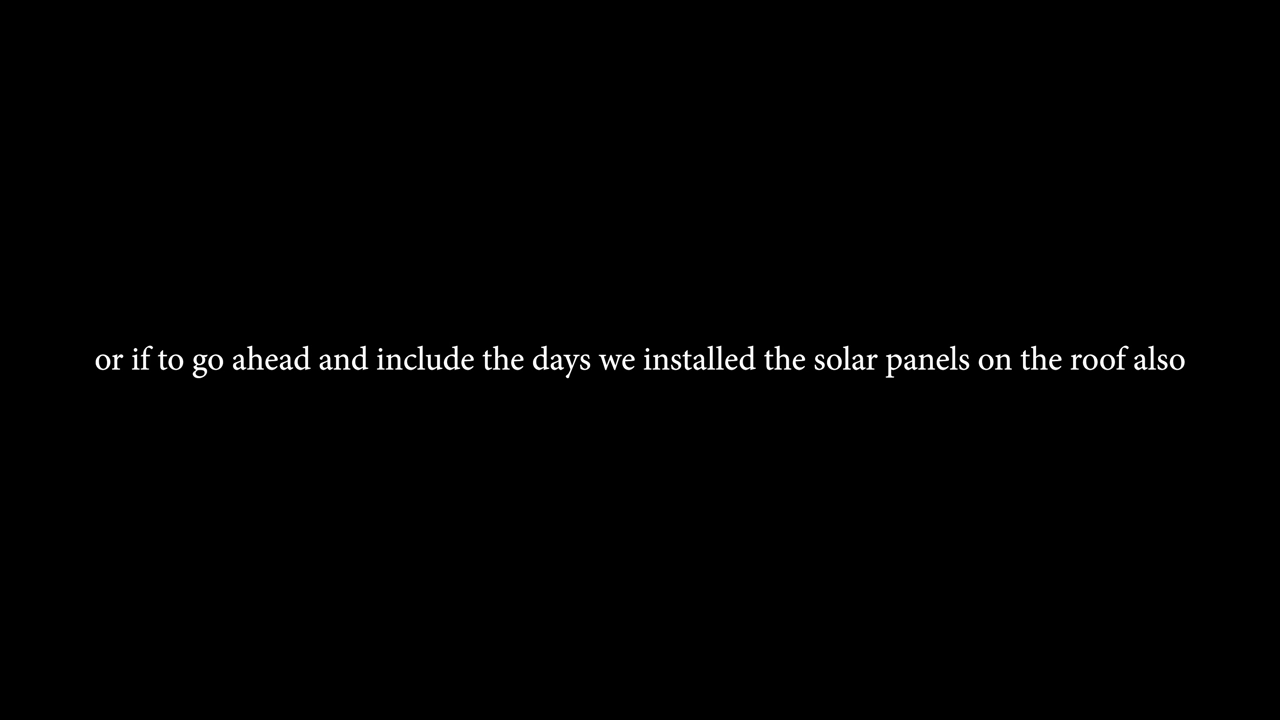 or if to go ahead and include the days we installed the solar panels on the roof also